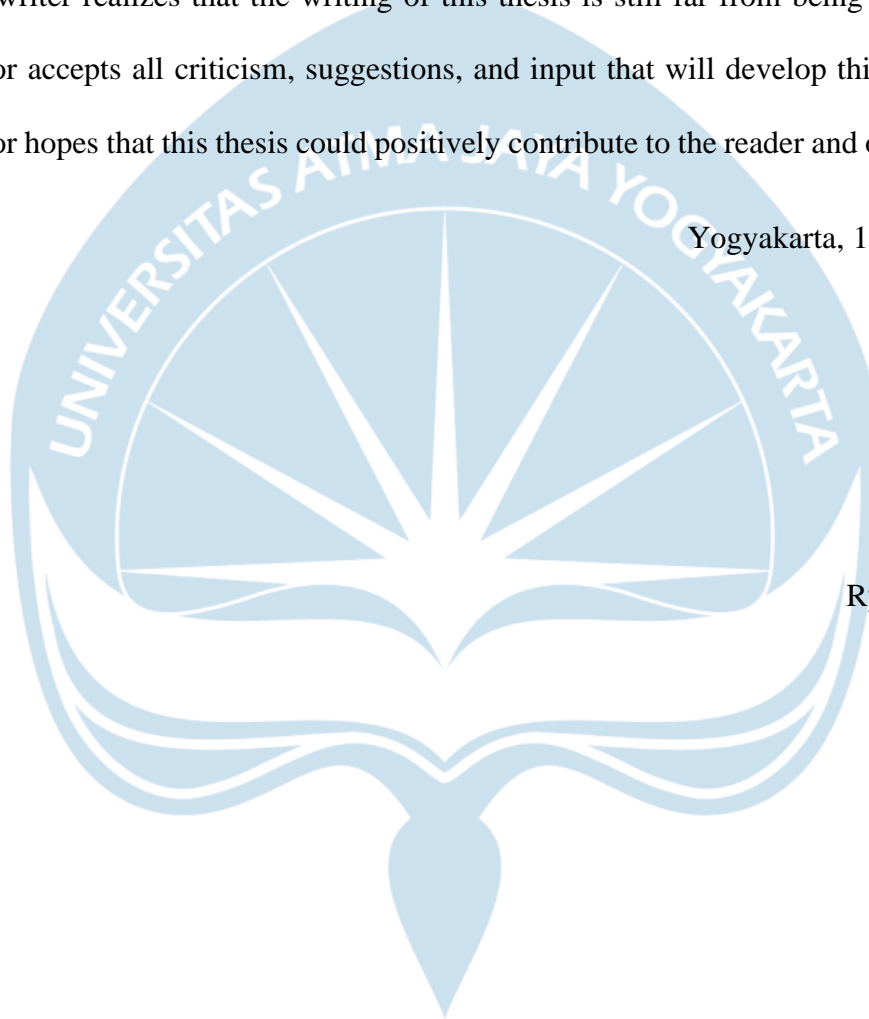 writer realizes that the writing of this thesis is still far from being
or accepts all criticism, suggestions, and input that will develop thi
or hopes that this thesis could positively contribute to the reader and
UNIVERSITAS ATMA JAYA YOGYAKARTA
Yogyakarta, 1